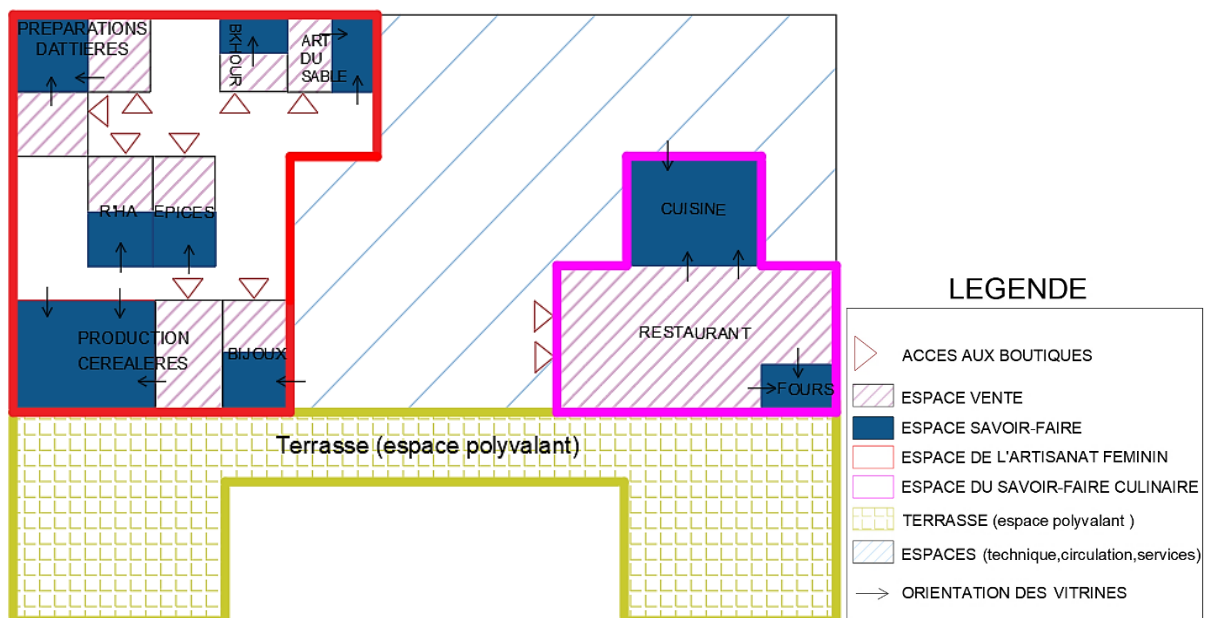 PREPARATIONS
DATTIERES
BKHOUR
ART
DU
SABLE
R'HA
EPICES
PRODUCTION
CEREALERES
BIJOUX
CUISINE
RESTAURANT
FOURS
Terrasse (espace polyvalant)
LEGENDE
ACCES AUX BOUTIQUES
ESPACE VENTE
ESPACE SAVOIR-FAIRE
ESPACE DE L'ARTISANAT FEMININ
ESPACE DU SAVOIR-FAIRE CULINAIRE
TERRASSE (espace polyvalant )
ESPACES (technique,circulation,services)
ORIENTATION DES VITRINES